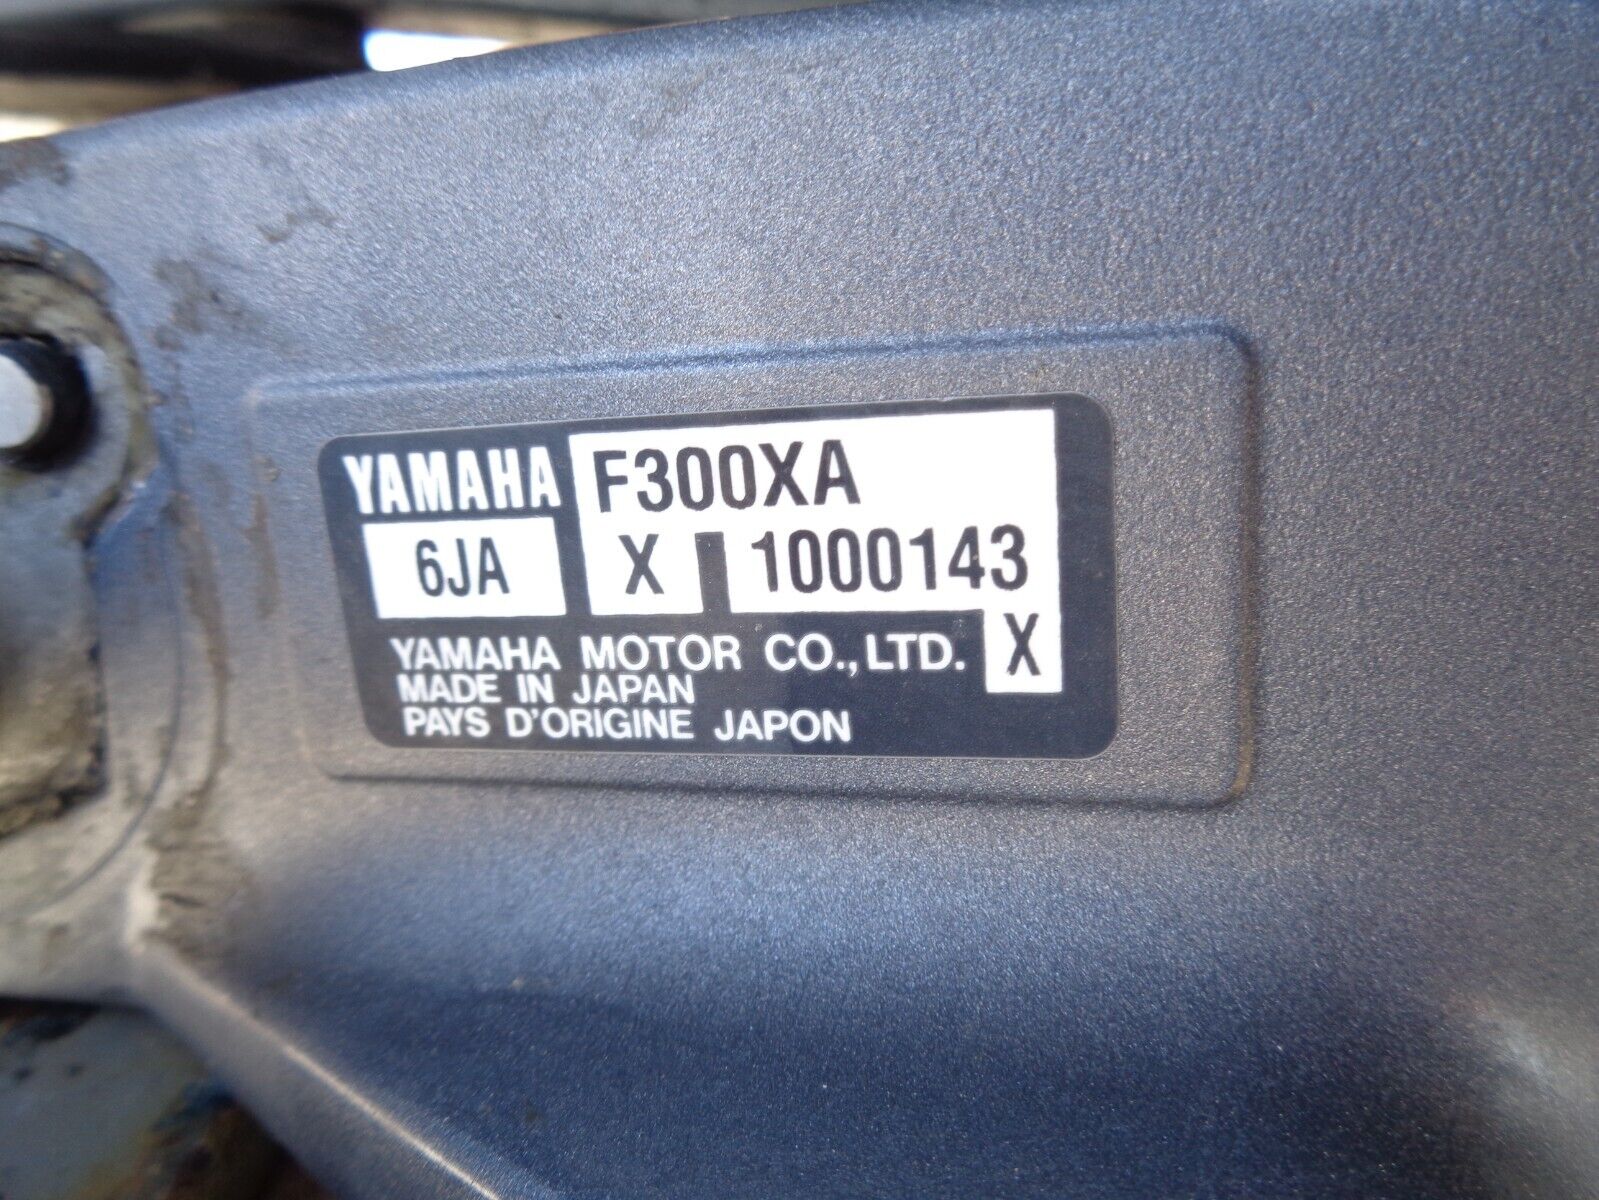 YAMAHA F300XA
6JA X 1000143
YAMAHA MOTOR CO., LTD. X
MADE IN JAPAN
PAYS D'ORIGINE JAPON